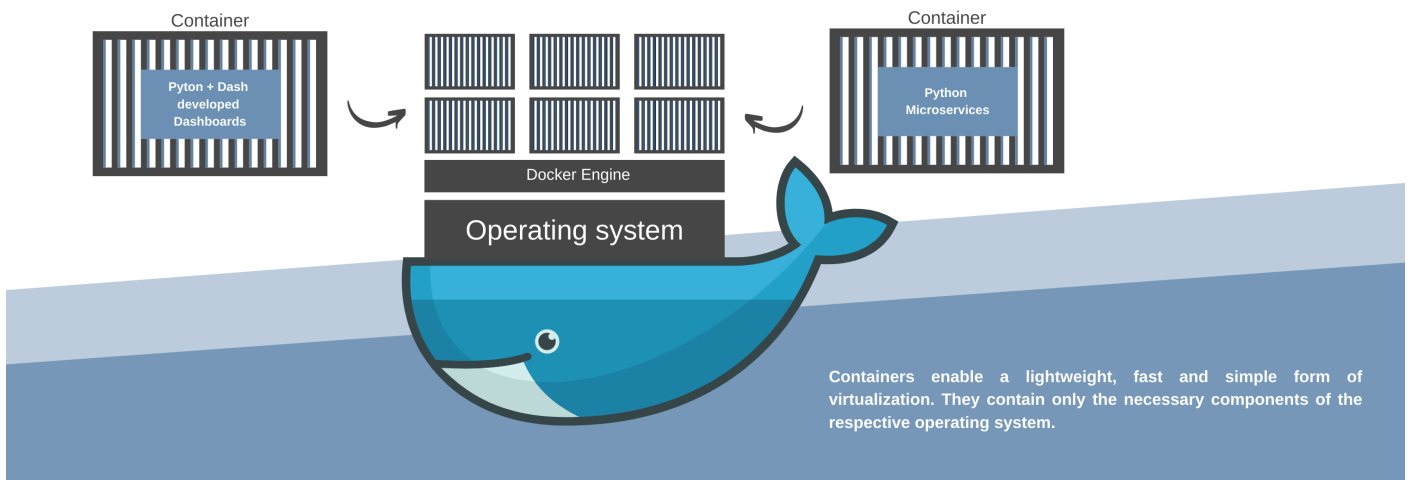 Container
Pyton + Dash
developed
Dashboards
Container
Python
Microservices
Docker Engine
Operating system
Containers enable a lightweight, fast and simple form of
virtualization. They contain only the necessary components of the
respective operating system.